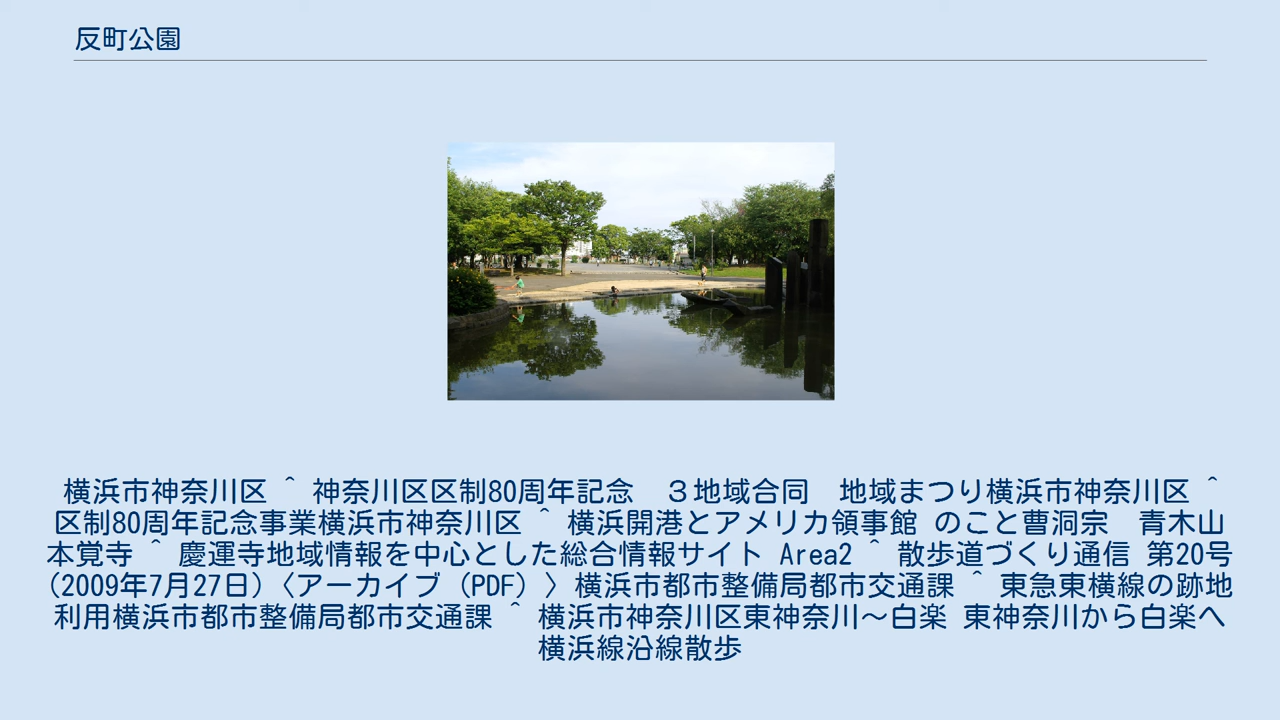 反町公園
横浜市神奈川区 ^ 神奈川区区制80周年記念　３地域合同　地域まつり横浜市神奈川区 ^
区制80周年記念事業横浜市神奈川区 ^ 横浜開港とアメリカ領事館 のこと曹洞宗　青木山
本覚寺 ^ 慶運寺地域情報を中心とした総合情報サイト Area2 ^ 散歩道づくり通信 第20号
（2009年7月27日）〈アーカイブ（PDF）〉横浜市都市整備局都市交通課 ^ 東急東横線の跡地
利用横浜市都市整備局都市交通課 ^ 横浜市神奈川区東神奈川〜白楽 東神奈川から白楽へ
横浜線沿線散歩